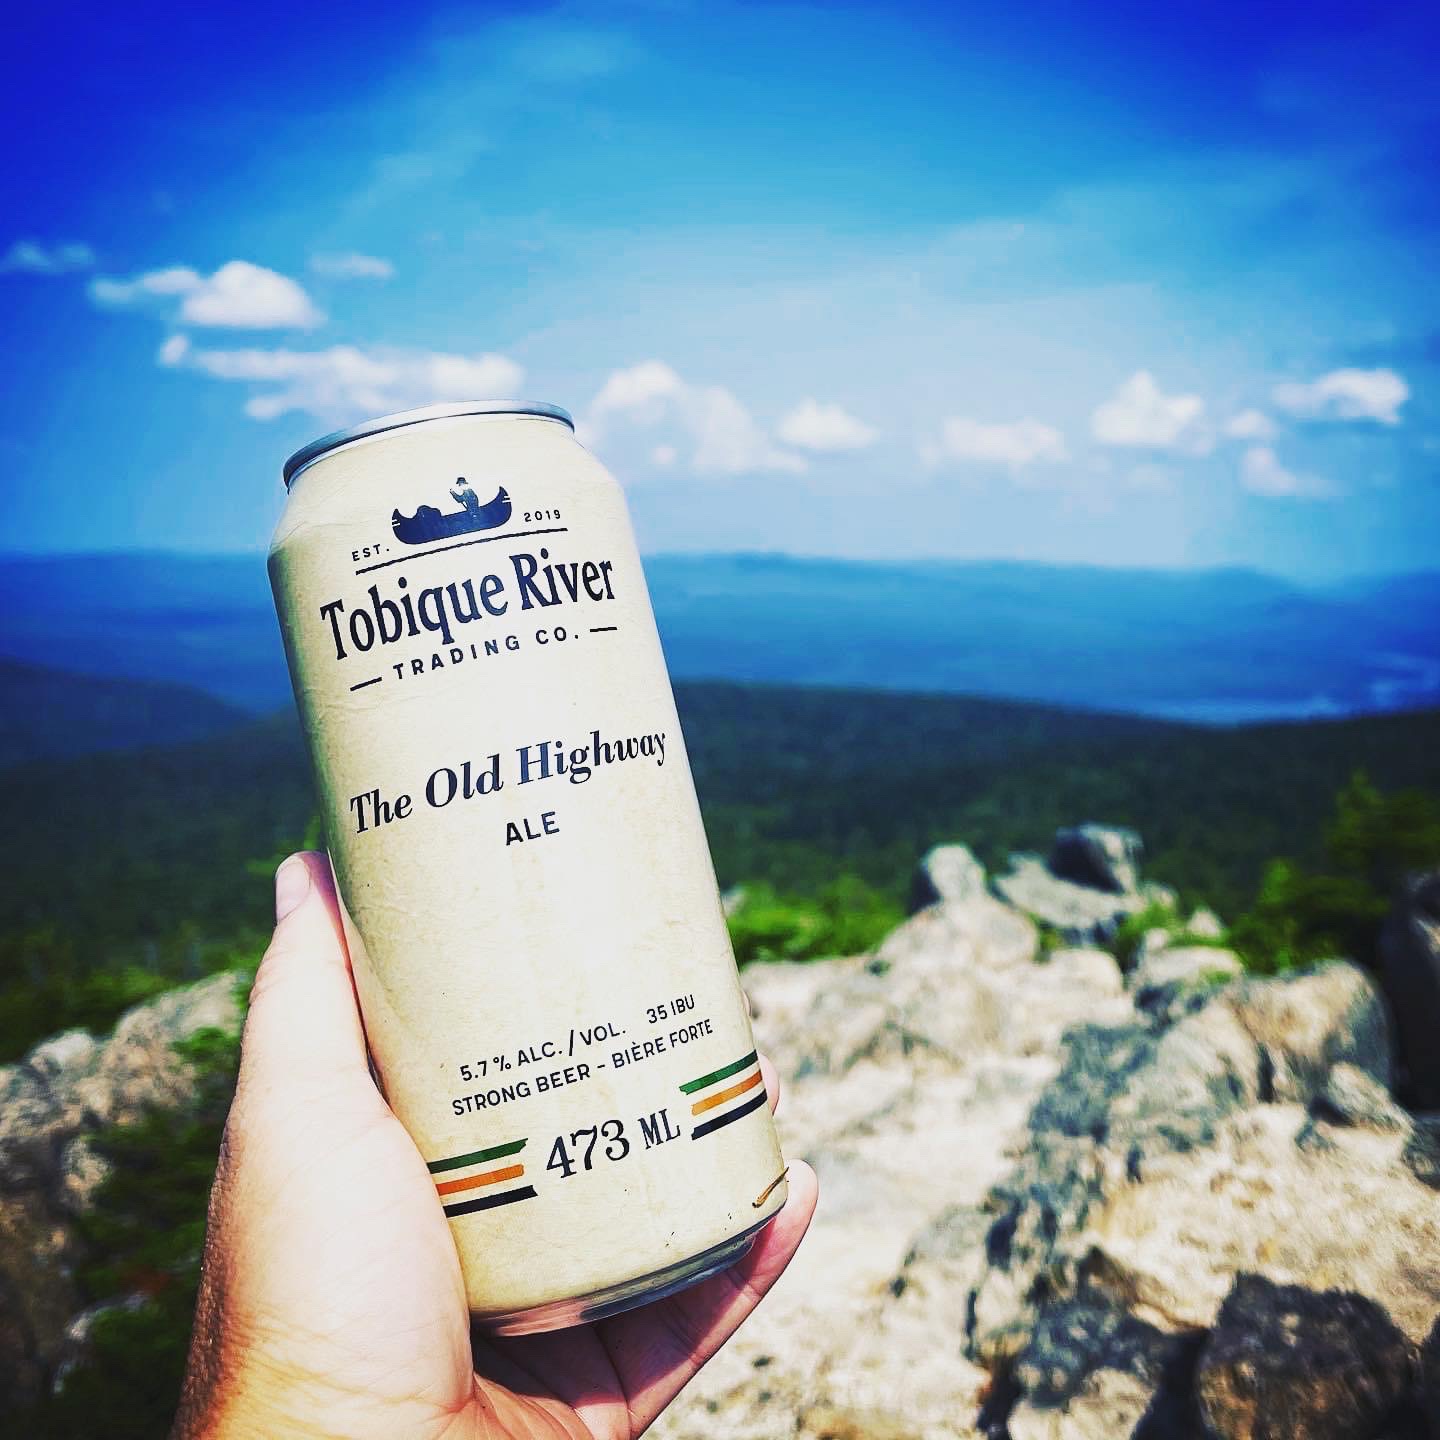 EST. 2019
Tobique River
TRADING CO.
The Old Highway
ALE
5.7% ALC./VOL. 35 IBU
STRONG BEER - BIÈRE FORTE
473 ML